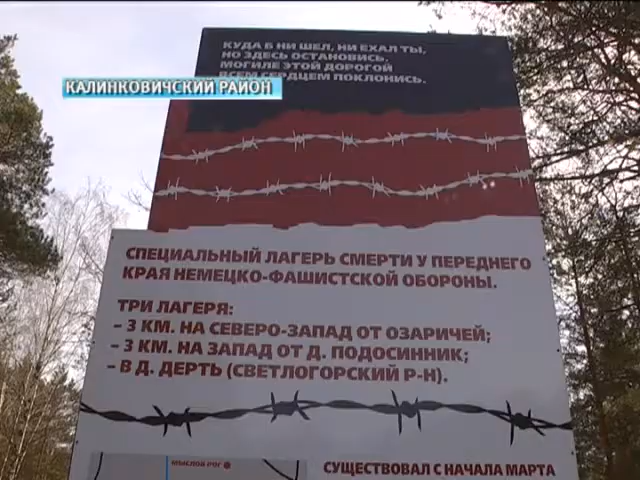 КУДА Б НИ ШЕЛ, НИ ЕХАЛ ТЫ,
НО ЗДЕСЬ ОСТАНОВИСЬ.
МОГИЛЕ ЭТОЙ ДОРОГОЙ
ВСЕМ СЕРДЦЕМ ПОКЛОНИСЬ.
КАЛИНКОВИЧСКИЙ РАЙОН
СПЕЦИАЛЬНЫЙ ЛАГЕРЬ СМЕРТИ У ПЕРЕДНЕГО
КРАЯ НЕМЕЦКО-ФАШИСТСКОЙ ОБОРОНЫ.
ТРИ ЛАГЕРЯ:
- 3 КМ. НА СЕВЕРО-ЗАПАД ОТ ОЗАРИЧЕЙ;
- 3 КМ. НА ЗАПАД ОТ Д. ПОДОСИННИК;
- В Д. ДЕРТЬ (СВЕТЛОГОРСКИЙ Р-Н).
МЫСЛОВ РОГ
СУЩЕСТВОВАЛ С НАЧАЛА МАРТА